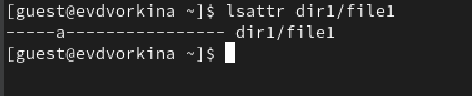 [guest@evdvorkina ~]$ lsattr dir1/file1
-----a---------------- dir1/file1
[guest@evdvorkina ~]$